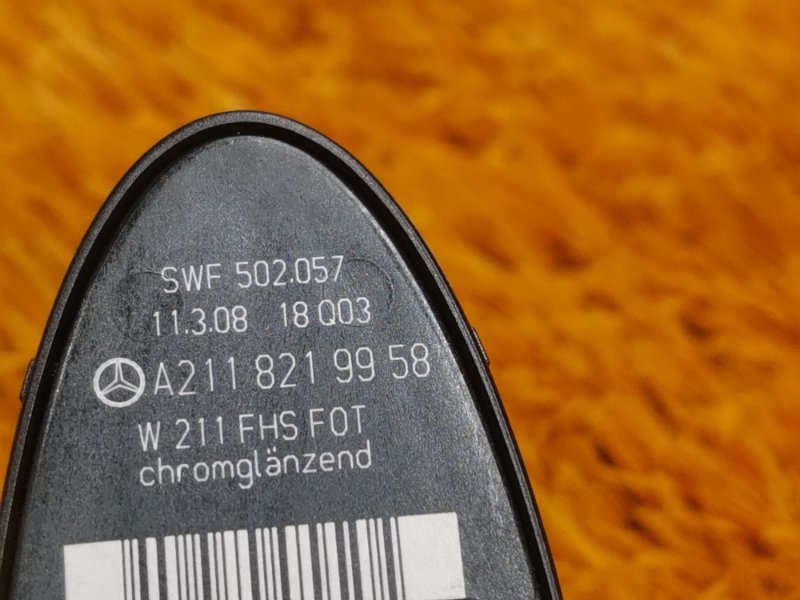 SWF 502.057
11.3.08 18 Q03
A211 821 99 58
W 211 FHS FOT
chromglänzend